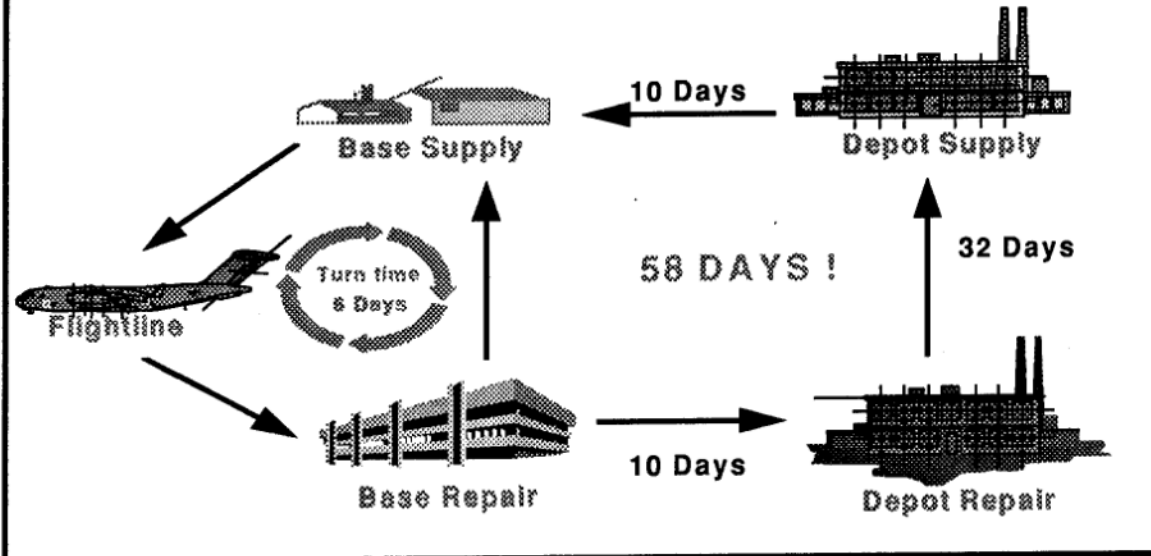 10 Days
Base Supply
Depot Supply
Turn time
6 Days
58 DAYS !
32 Days
Flightline
10 Days
Base Repair
Depot Repair